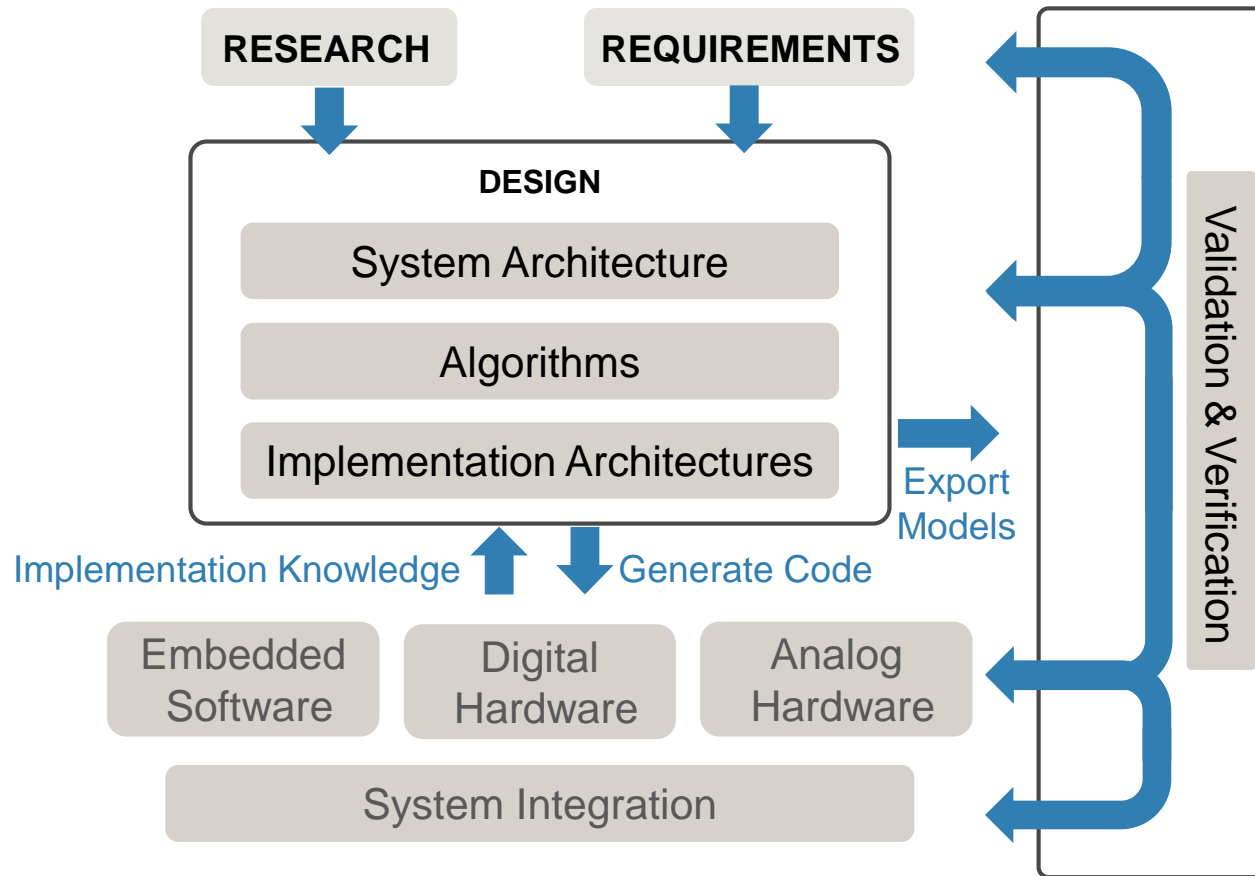 RESEARCH
REQUIREMENTS
DESIGN
System Architecture
Algorithms
Implementation Architectures
Export
Models
Implementation Knowledge
Generate Code
Embedded
Software
Digital
Hardware
Analog
Hardware
System Integration
Validation & Verification